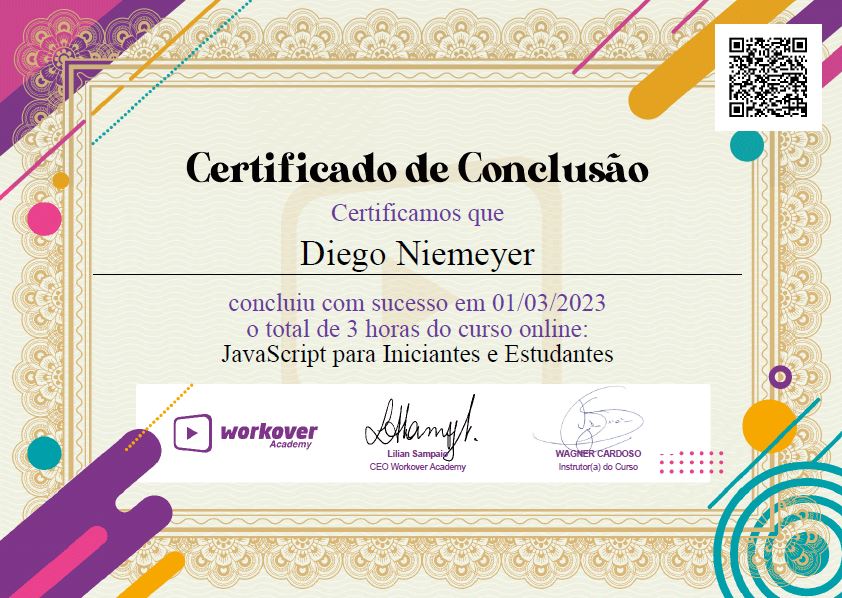 Certificado de Conclusão
Certificamos que
Diego Niemeyer
concluiu com sucesso em 01/03/2023
o total de 3 horas do curso online:
JavaScript para Iniciantes e Estudantes
workover
Academy
Lilian Sampaio
CEO Workover Academy
WAGNER CARDOSO
Instrutor(a) do Curso